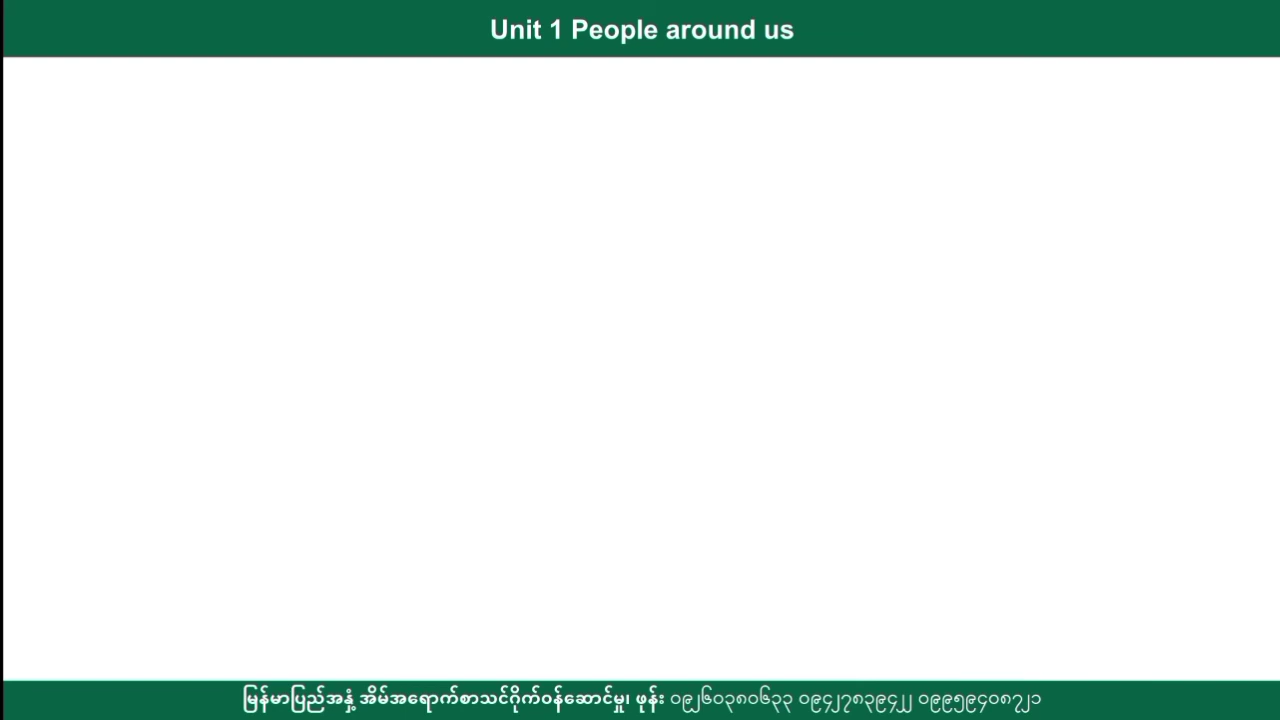 Unit 1 People around us
မြန်မာပြည်အနှံ့ အိမ်အရောက်စာသင်ဂိုက်ဝန်ဆောင်မှု၊ ဖုန်း ၀၉၂၆၀၃၈၀၆၃၃ ၀၉၄၂၇၈၃၉၄၂၂ ၀၉၉၅၉၄၀၈၇၂၁